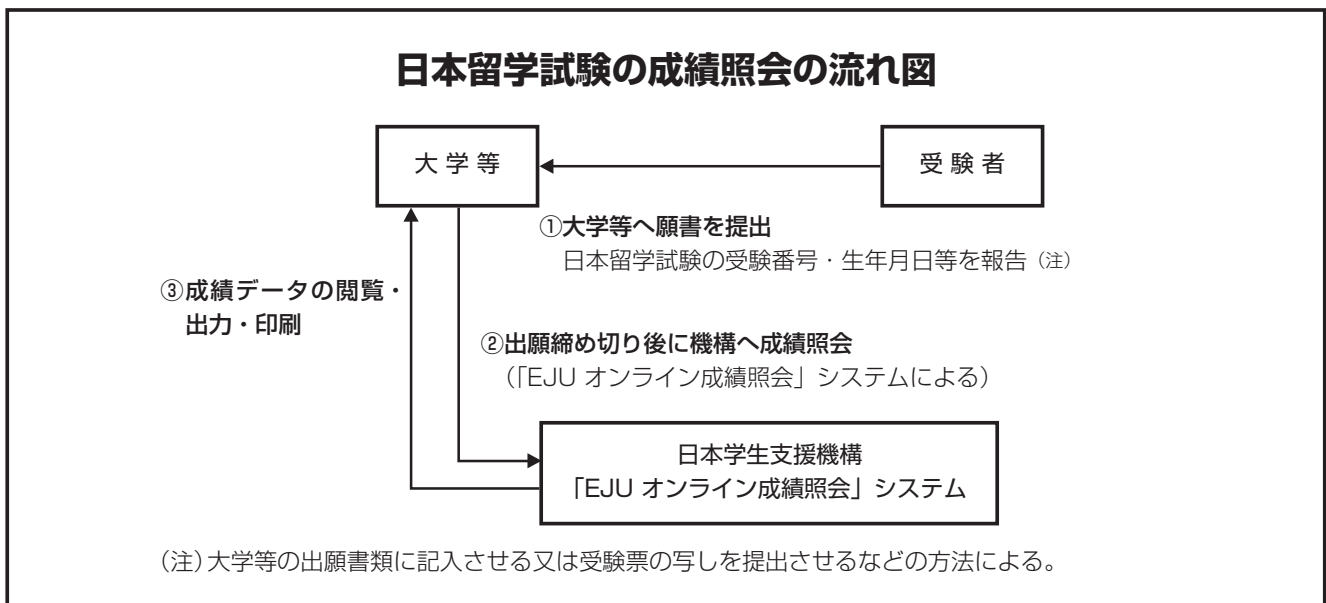 日本留学試験の成績照会の流れ図
大学等
受験者
①大学等へ願書を提出
日本留学試験の受験番号・生年月日等を報告（注）
③成績データの閲覧・
出力・印刷
②出願締め切り後に機構へ成績照会
（「EJU オンライン成績照会」システムによる）
日本学生支援機構
「EJU オンライン成績照会」システム
（注）大学等の出願書類に記入させる又は受験票の写しを提出させるなどの方法による。